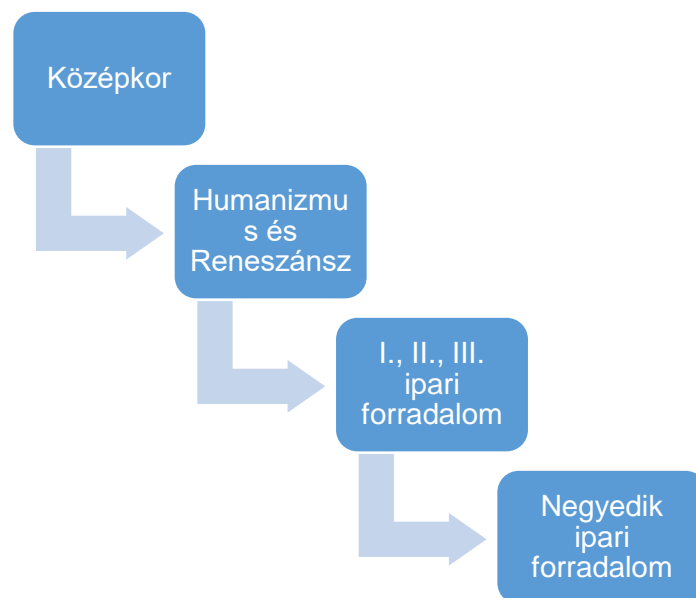 Középkor
Humanizmu
s és
Reneszánsz
I., II., III.
ipari
forradalom
Negyedik
ipari
forradalom